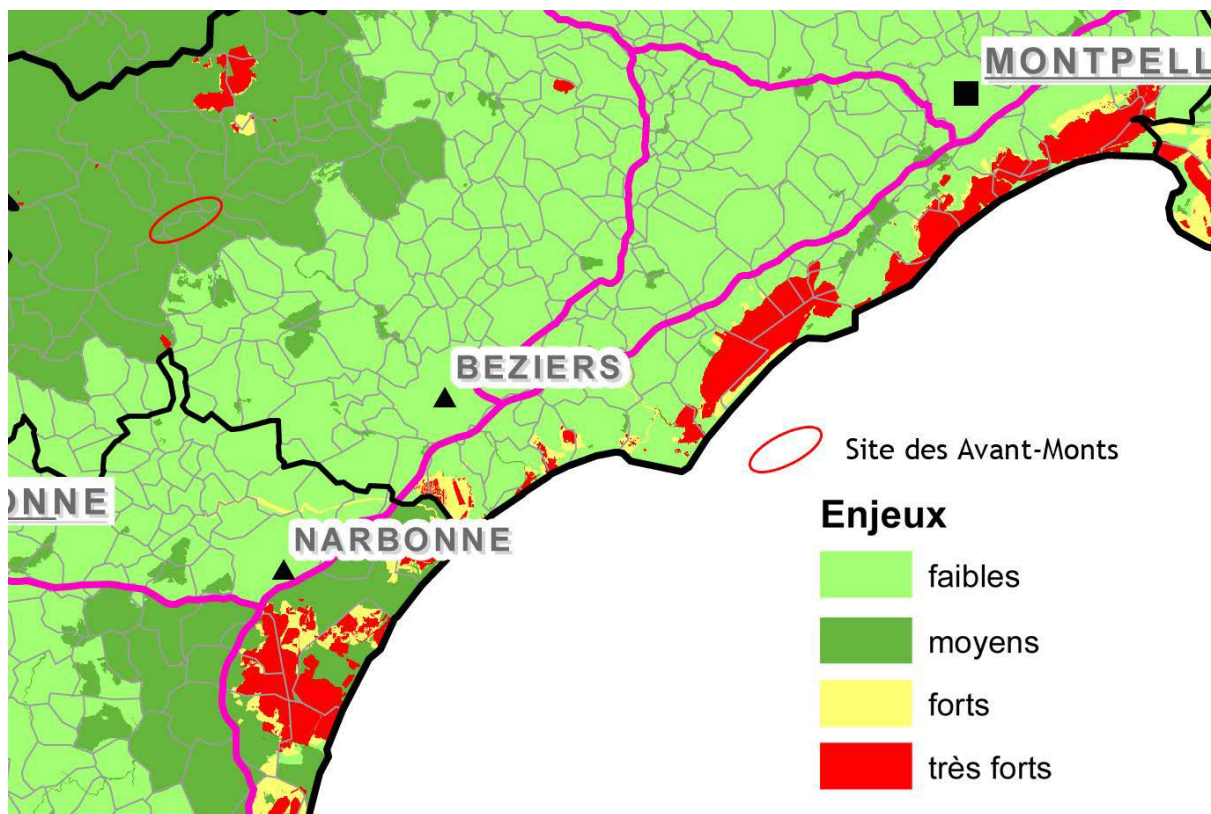 MONTPELL
BEZIERS
Site des Avant-Monts
ONNE
NARBONNE
Enjeux
faibles
moyens
forts
très forts